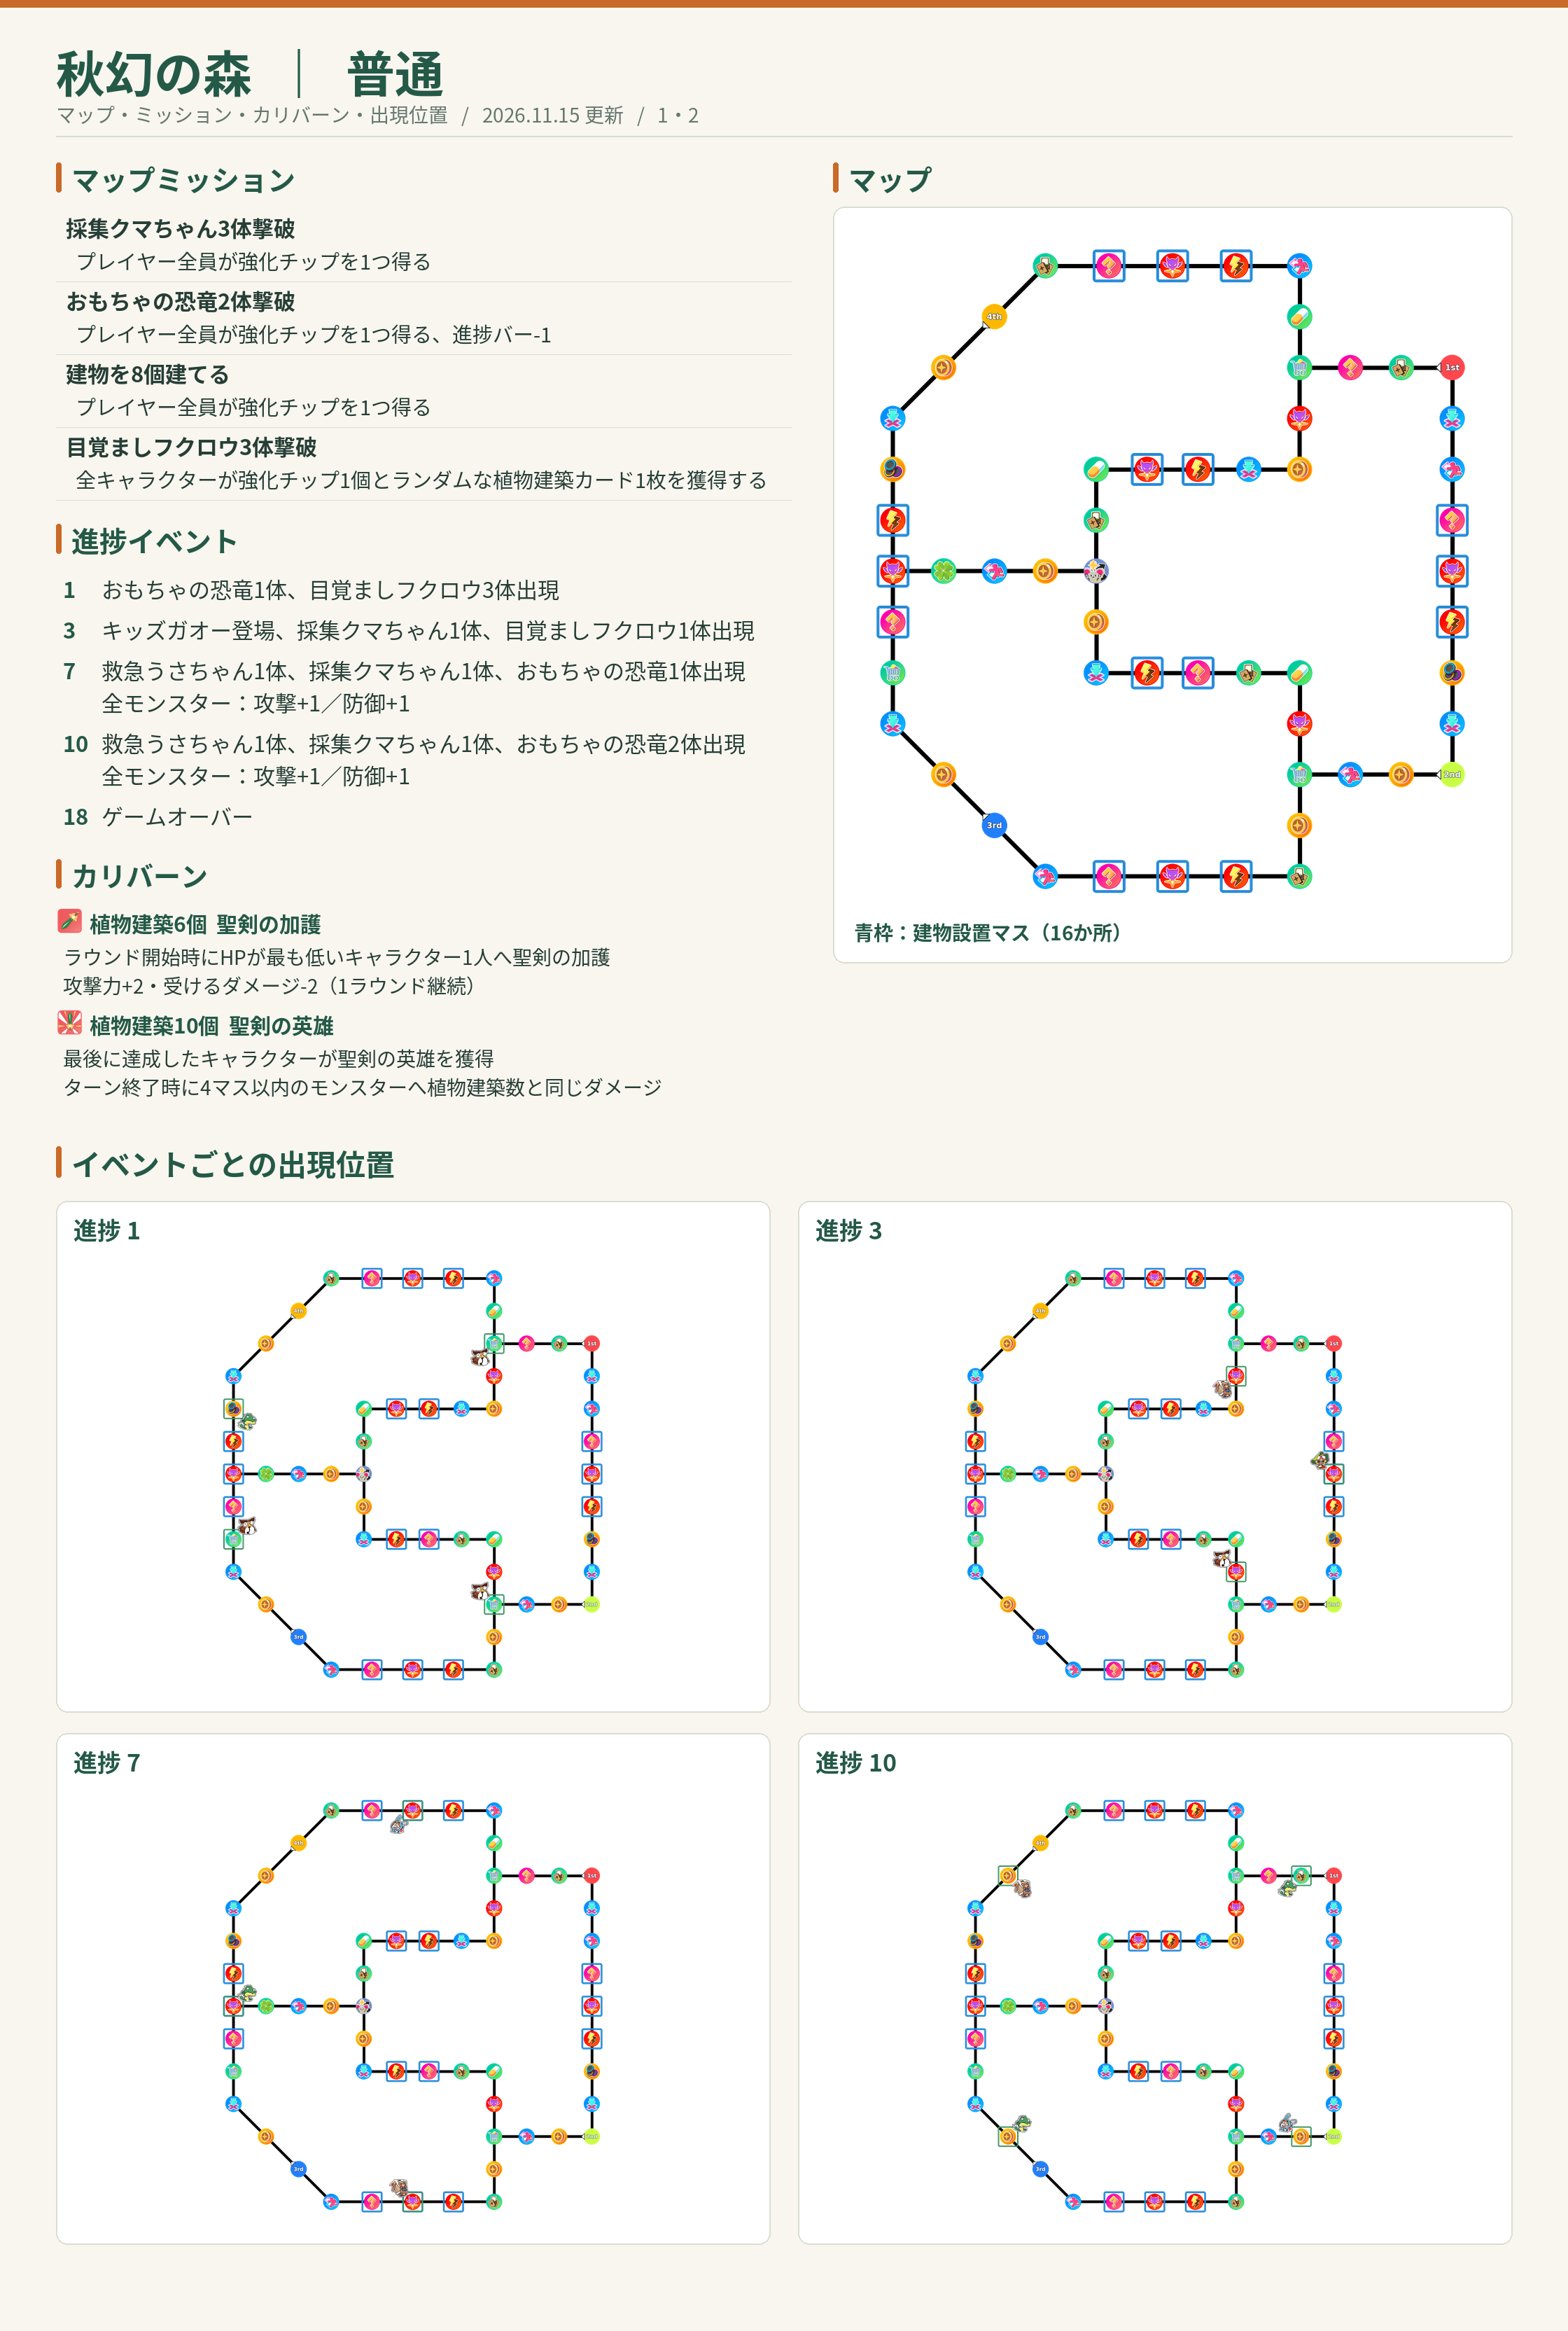 秋幻の森 ｜ 普通
マップ・ミッション・カリバーン・出現位置 / 2026.11.15 更新 / 1・2
マップミッション
採集クマちゃん3体撃破
プレイヤー全員が強化チップを1つ得る
おもちゃの恐竜2体撃破
プレイヤー全員が強化チップを1つ得る、進捗バー-1
建物を8個建てる
プレイヤー全員が強化チップを1つ得る
目覚ましフクロウ3体撃破
全キャラクターが強化チップ1個とランダムな植物建築カード1枚を獲得する
進捗イベント
1 おもちゃの恐竜1体、目覚ましフクロウ3体出現
3 キッズガオー登場、採集クマちゃん1体、目覚ましフクロウ1体出現
7 救急うさちゃん1体、採集クマちゃん1体、おもちゃの恐竜1体出現
全モンスター：攻撃+1／防御+1
10 救急うさちゃん1体、採集クマちゃん1体、おもちゃの恐竜2体出現
全モンスター：攻撃+1／防御+1
18 ゲームオーバー
カリバーン
植物建築6個 聖剣の加護
ラウンド開始時にHPが最も低いキャラクター1人へ聖剣の加護
攻撃力+2・受けるダメージ-2（1ラウンド継続）
植物建築10個 聖剣の英雄
最後に達成したキャラクターが聖剣の英雄を獲得
ターン終了時に4マス以内のモンスターへ植物建築数と同じダメージ
マップ
4th
1st
2nd
3rd
青枠：建物設置マス（16か所）
イベントごとの出現位置
進捗 1
4th
1st
2nd
3rd
進捗 3
4th
1st
2nd
3rd
進捗 7
4th
1st
2nd
3rd
進捗 10
4th
1st
2nd
3rd